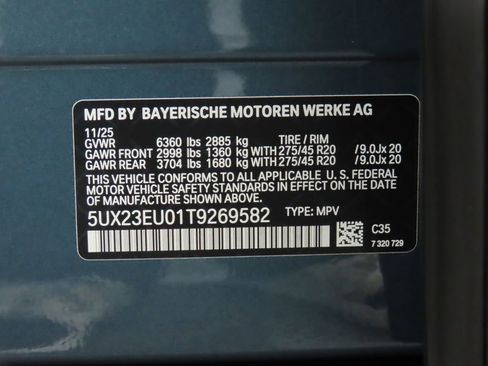 MFD BY BAYERISCHE MOTOREN WERKE AG
11/25
GVWR 6360 lbs 2885 kg TIRE / RIM
GAWR FRONT 2998 lbs 1360 kg WITH 275/45 R20 /9.0Jx 20
GAWR REAR 3704 lbs 1680 kg WITH 275/45 R20 /9.0Jx 20
THIS VEHICLE CONFORMS TO ALL APPLICABLE U.S. FEDERAL
MOTOR VEHICLE SAFETY STANDARDS IN EFFECT ON THE
DATE OF MANUFACTURE SHOWN ABOVE.
5UX23EU01T9269582 TYPE: MPV
C35
7 320 729